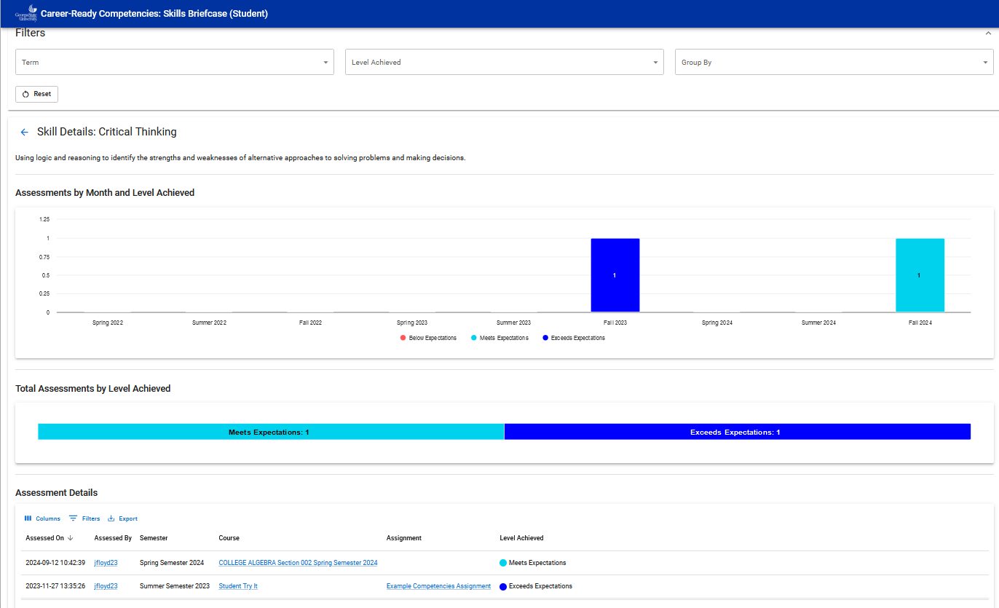 GeorgiaState University Career-Ready Competencies: Skills Briefcase (Student)
Filters
Term Level Achieved Group By
Reset
Skill Details: Critical Thinking
Using logic and reasoning to identify the strengths and weaknesses of alternative approaches to solving problems and making decisions.
Assessments by Month and Level Achieved
1.25
1
0.75
0.5 1 1
0.25
0
Spring 2022 Summer 2022 Fall 2022 Spring 2023 Summer 2023 Fall 2023 Spring 2024 Summer 2024 Fall 2024
Below Expectations Meets Expectations Exceeds Expectations
Total Assessments by Level Achieved
Meets Expectations: 1 Exceeds Expectations: 1
Assessment Details
Columns Filters Export
Assessed On Assessed By Semester Course Assignment Level Achieved
2024-09-12 10:42:39 jfloyd23 Spring Semester 2024 COLLEGE ALGEBRA Section 002 Spring Semester 2024 Meets Expectations
2023-11-27 13:35:26 jfloyd23 Summer Semester 2023 Student Try It Example Competencies Assignment Exceeds Expectations